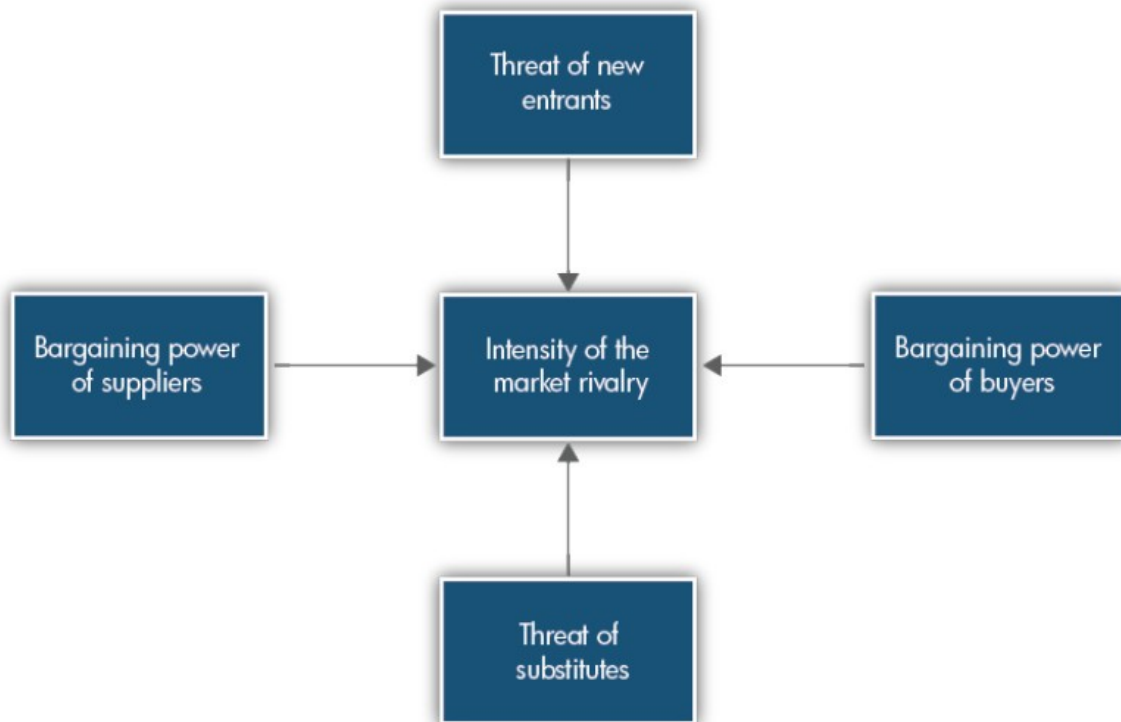 Threat of new
entrants
Bargaining power
of suppliers
Intensity of the
market rivalry
Bargaining power
of buyers
Threat of
substitutes